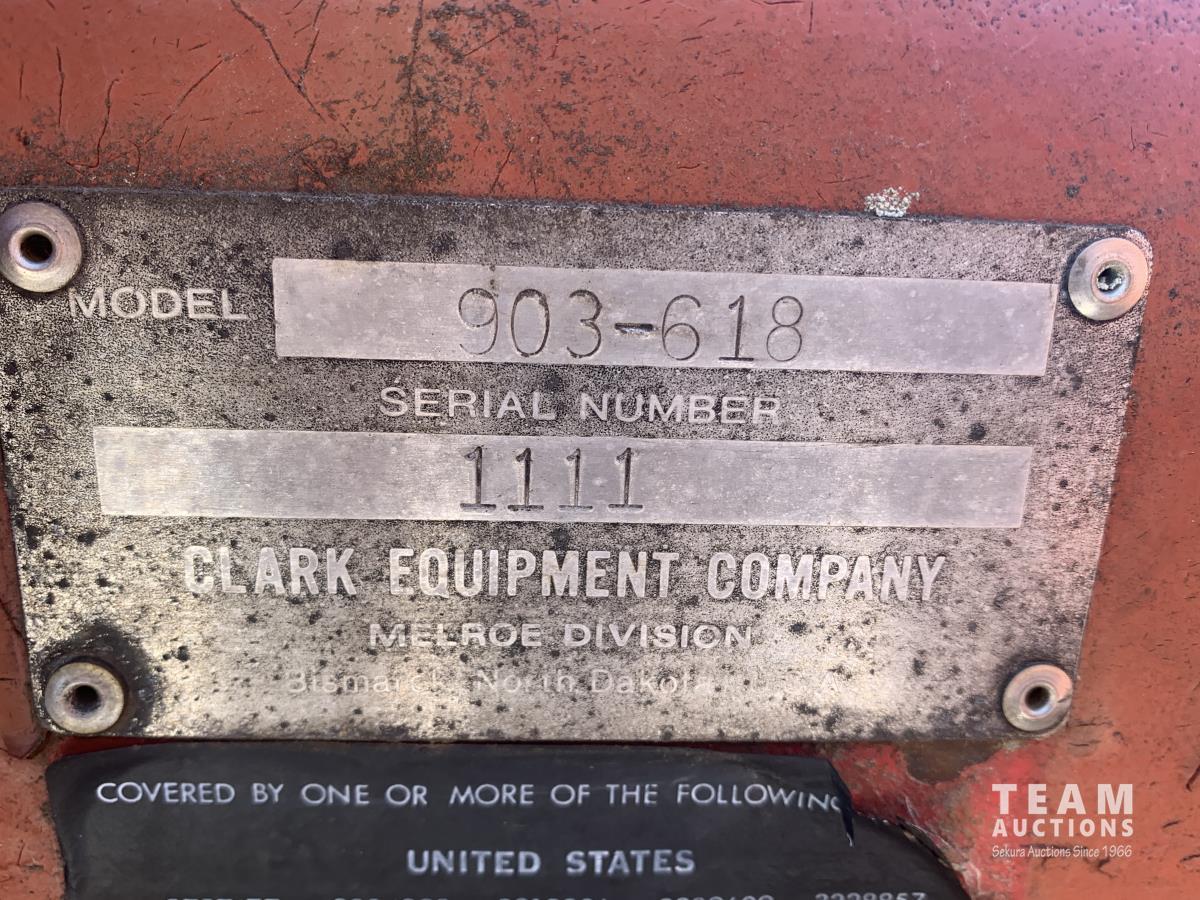 MODEL 903-618
SERIAL NUMBER
1111
CLARK EQUIPMENT COMPANY
MELROE DIVISION
Bismarck, North Dakota
COVERED BY ONE OR MORE OF THE FOLLOWING
UNITED STATES
TEAM
AUCTIONS
Sekura Auctions Since 1966